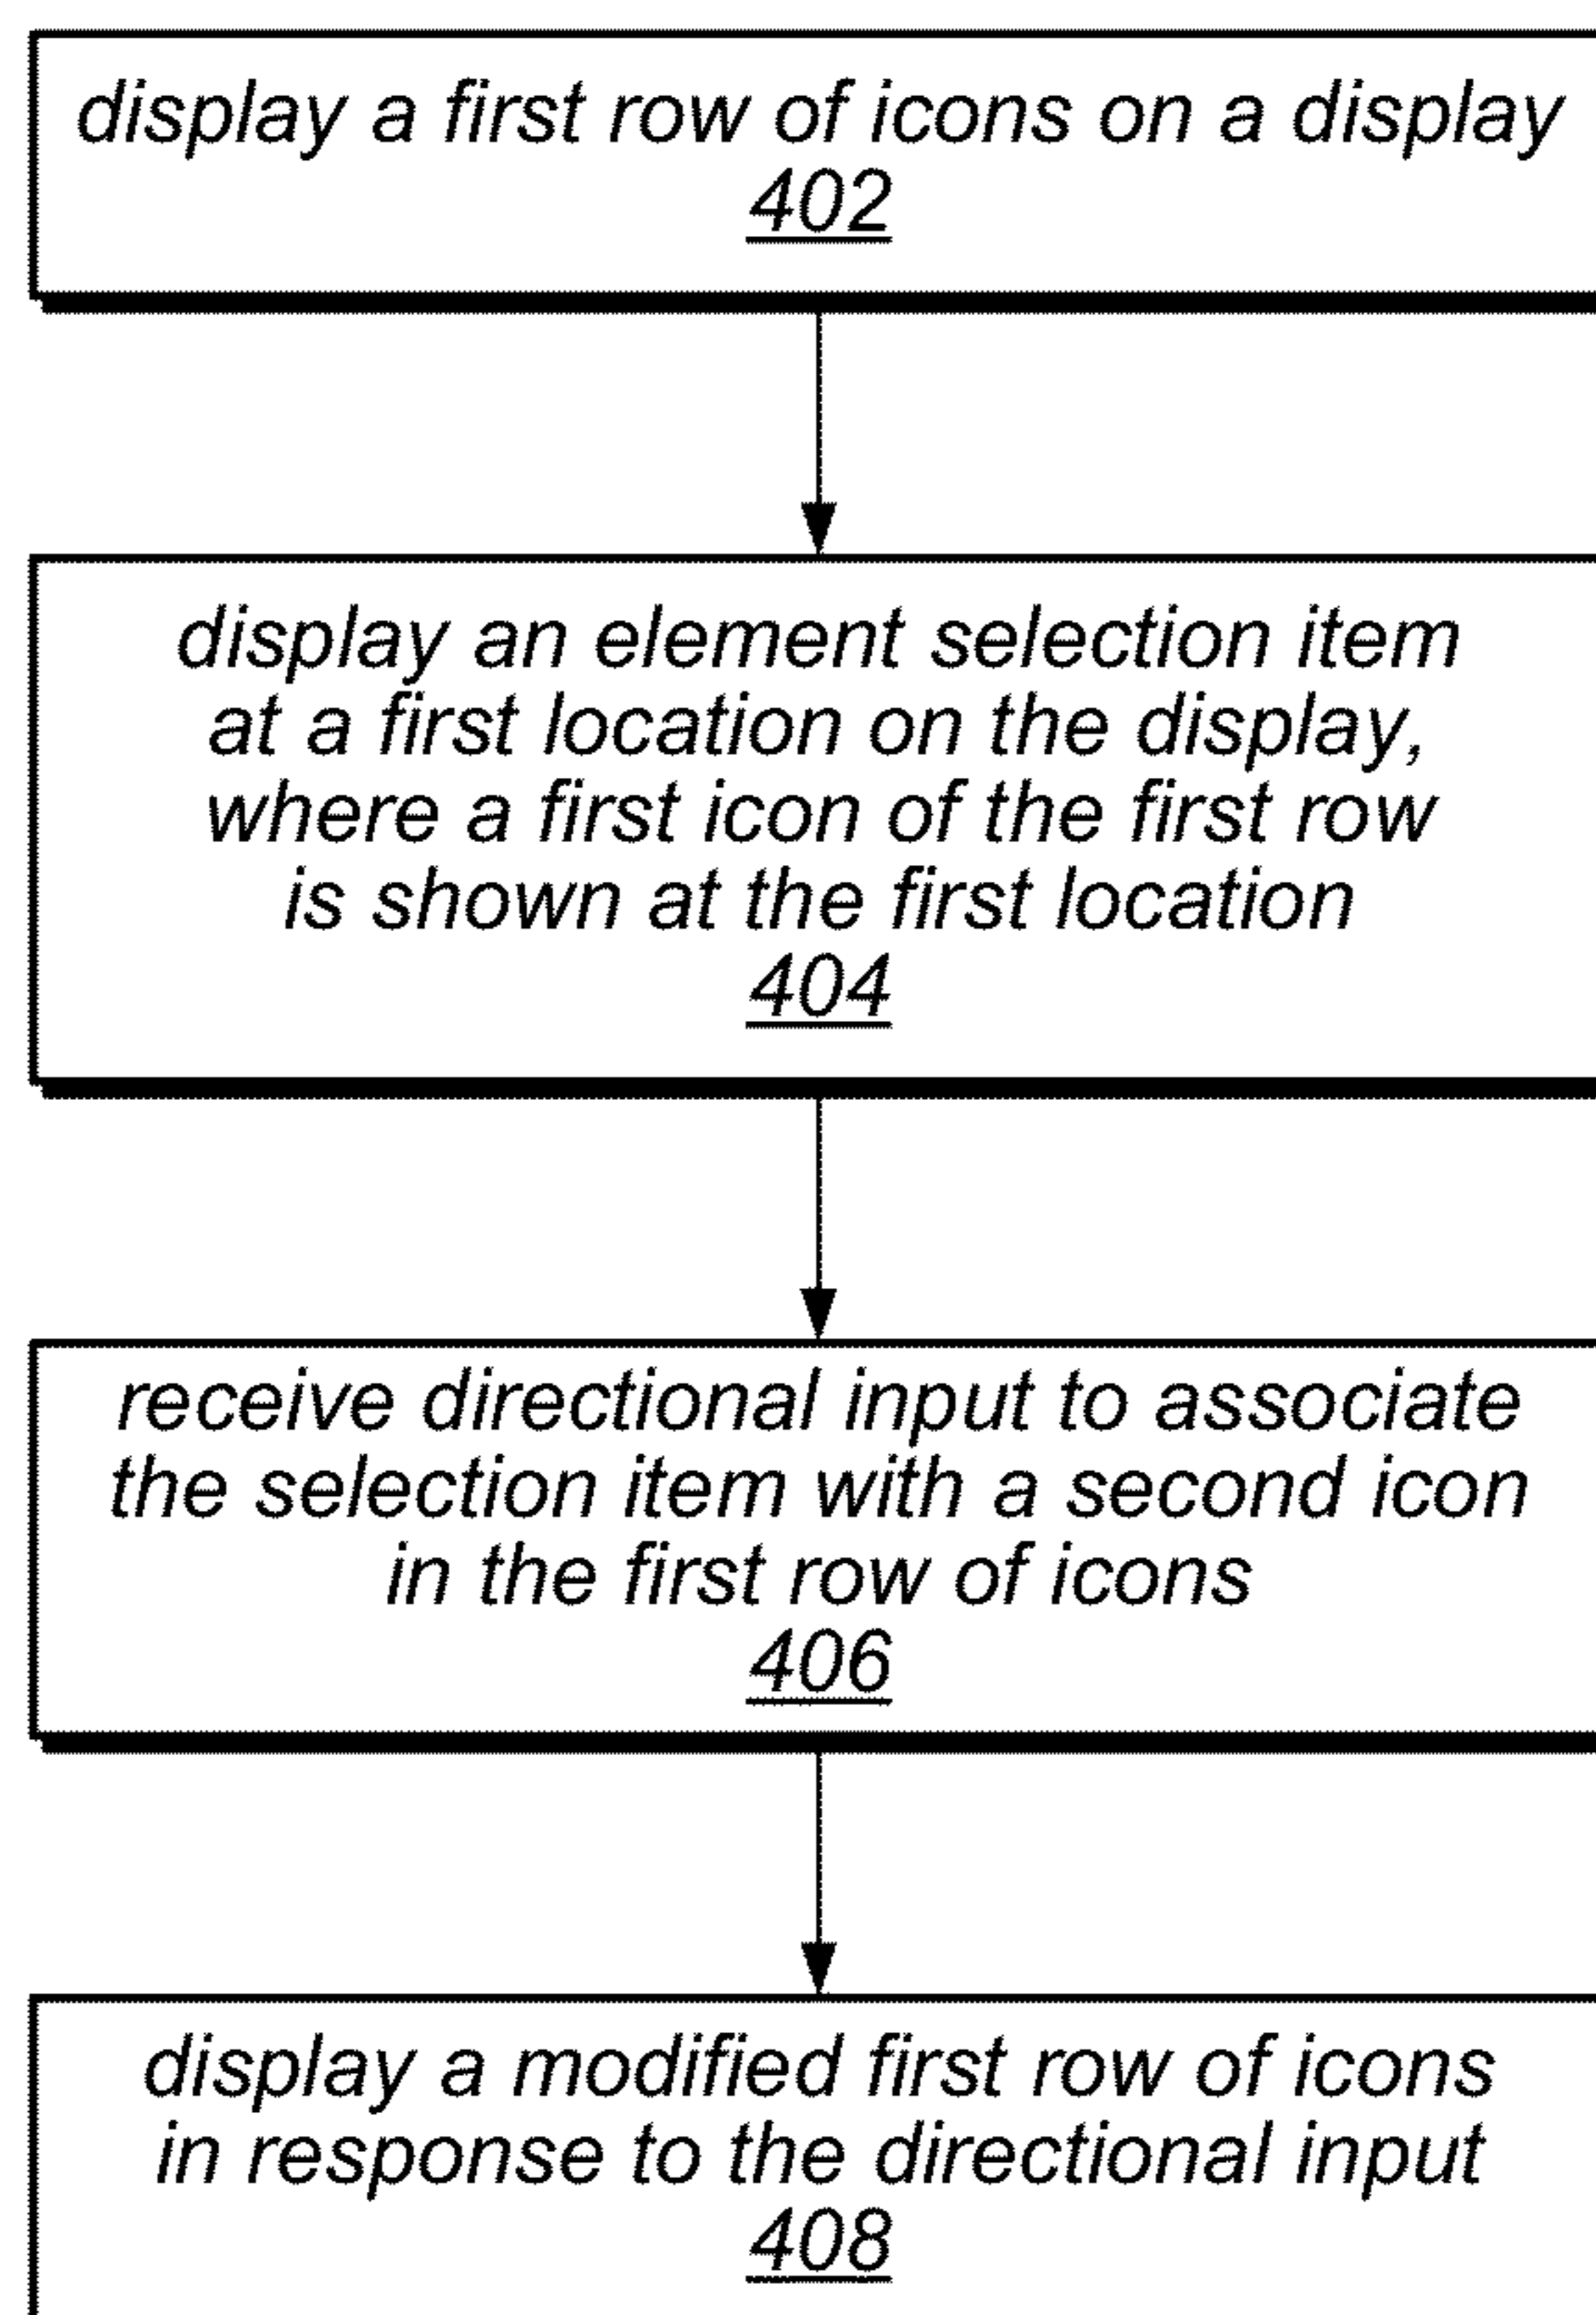 display a first row of icons on a display
402
display an element selection item
at a first location on the display,
where a first icon of the first row
is shown at the first location
404
receive directional input to associate
the selection item with a second icon
in the first row of icons
406
display a modified first row of icons
in response to the directional input
408